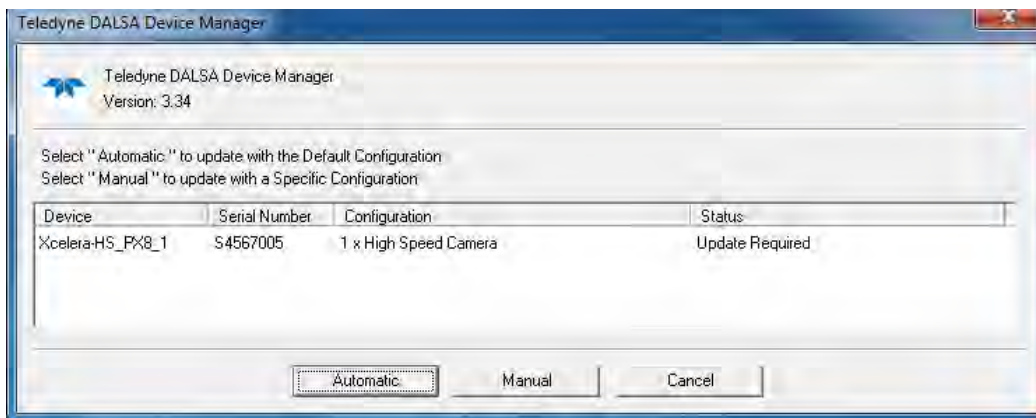 Teledyne DALSA Device Manager
Teledyne DALSA Device Manager
Version: 3.34
Select "Automatic" to update with the Default Configuration
Select "Manual" to update with a Specific Configuration
Device Serial Number Configuration Status
Xcelera-HS_PX8_1 S4567005 1 x High Speed Camera Update Required
Automatic Manual Cancel